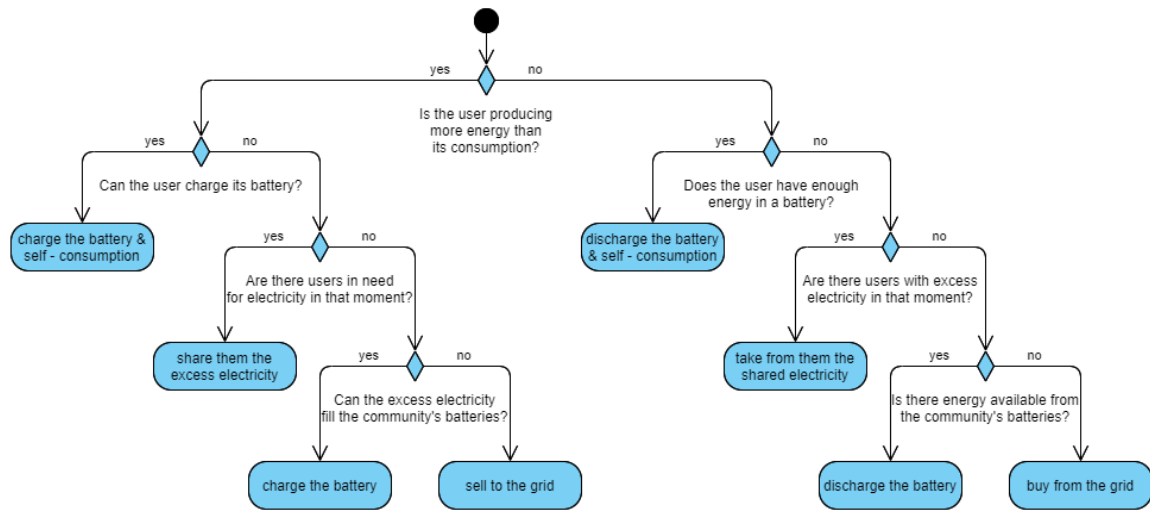 yes
no
Is the user producing
more energy than
its consumption?
yes
no
yes
no
Can the user charge its battery?
Does the user have enough
energy in a battery?
charge the battery &
self - consumption
yes
no
discharge the battery
& self - consumption
yes
no
Are there users in need
for electricity in that moment?
Are there users with excess
electricity in that moment?
share them the
excess electricity
yes
no
take from them the
shared electricity
yes
no
Can the excess electricity
fill the community's batteries?
Is there energy available from
the community's batteries?
charge the battery
sell to the grid
discharge the battery
buy from the grid